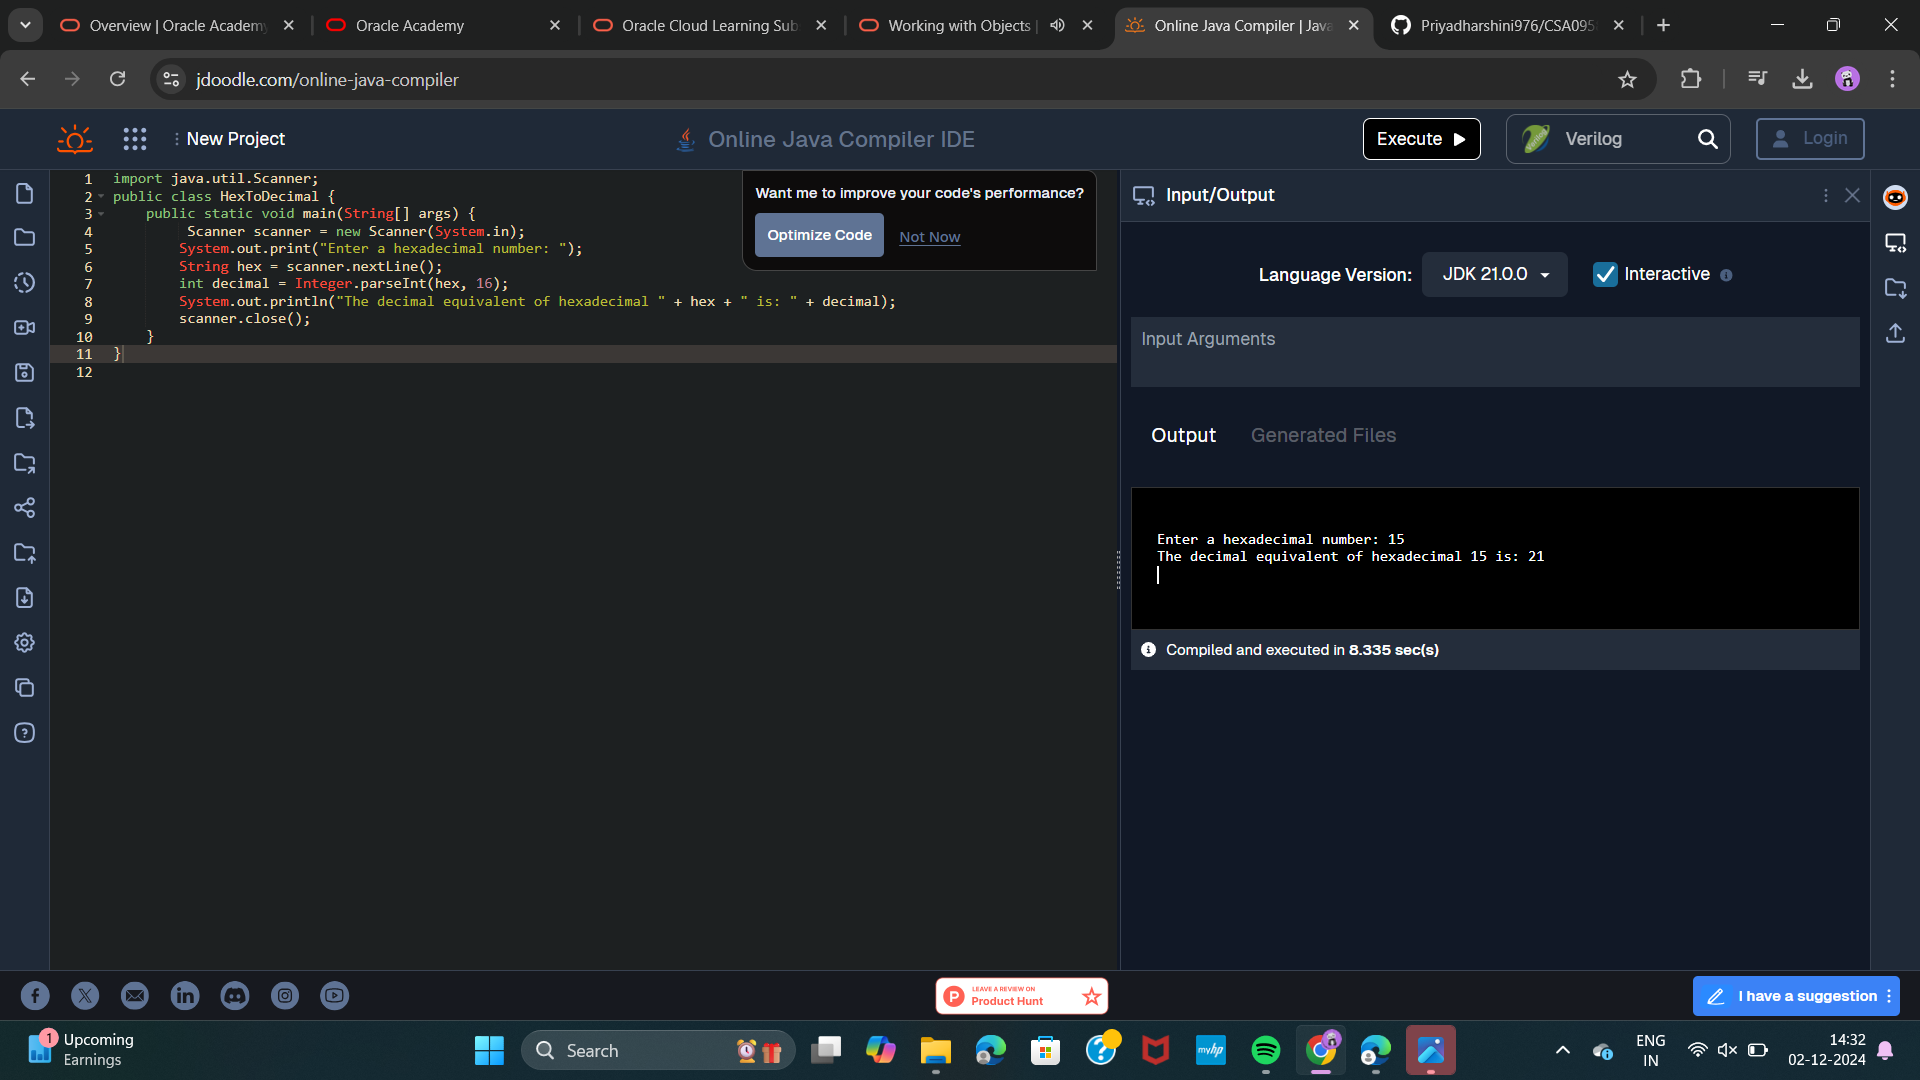 Overview | Oracle Academy
Oracle Academy
Oracle Cloud Learning Sub
Working with Objects |
Online Java Compiler | Java
Priyadharshini976/CSA095
jdoodle.com/online-java-compiler
New Project
Online Java Compiler IDE
Execute
Verilog
Login
1 import java.util.Scanner;
2 public class HexToDecimal {
3 public static void main(String[] args) {
4 Scanner scanner = new Scanner(System.in);
5 System.out.print("Enter a hexadecimal number: ");
6 String hex = scanner.nextLine();
7 int decimal = Integer.parseInt(hex, 16);
8 System.out.println("The decimal equivalent of hexadecimal " + hex + " is: " + decimal);
9 scanner.close();
10 }
11 }
12
Want me to improve your code's performance?
Optimize Code
Not Now
Input/Output
Language Version:
JDK 21.0.0
Interactive
Input Arguments
Output
Generated Files
Enter a hexadecimal number: 15
The decimal equivalent of hexadecimal 15 is: 21
Compiled and executed in 8.335 sec(s)
LEAVE A REVIEW ON
Product Hunt
I have a suggestion
1
Upcoming
Earnings
Search
myhp
ENG
IN
14:32
02-12-2024